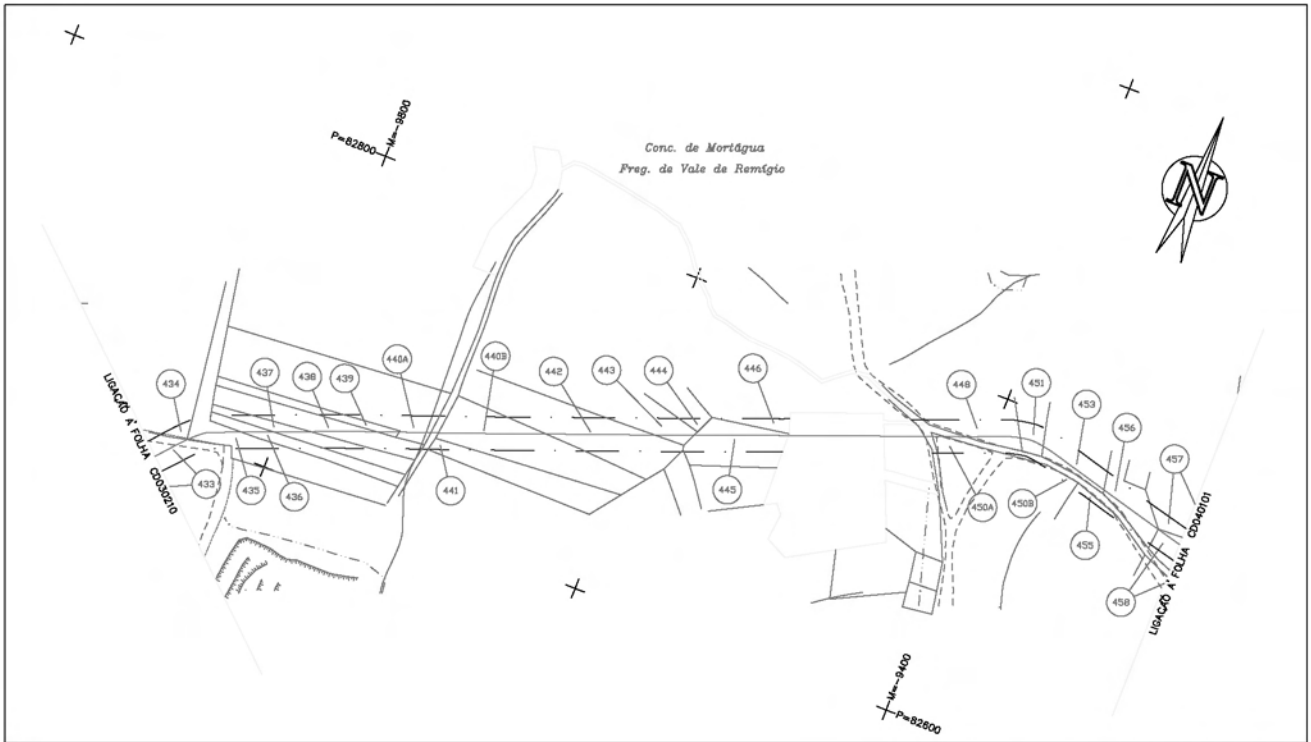 M=-9800
P=82800
Conc. de Mortágua
Freg. de Vale de Remígio
N
434
437
438
439
440A
440B
442
443
444
446
448
451
453
456
457
LIGAÇÃO A' FOLHA CD030210
433
435
436
441
445
450A
450B
455
458
LIGAÇÃO A' FOLHA CD040101
M=-9400
P=82600